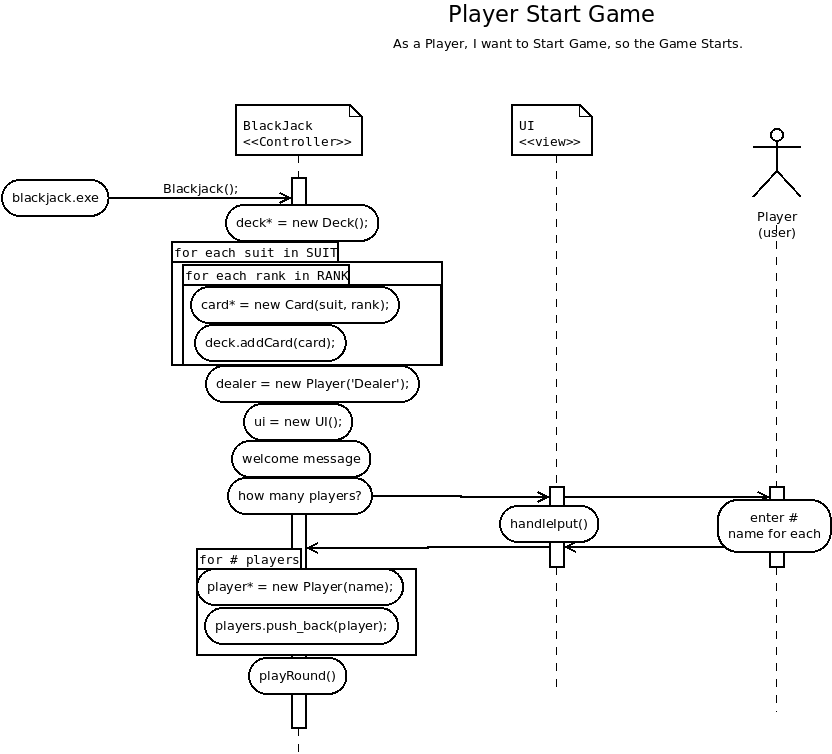 Player Start Game
As a Player, I want to Start Game, so the Game Starts.
BlackJack
<<Controller>>
UI
<<view>>
Player
(user)
blackjack.exe
Blackjack();
deck* = new Deck();
for each suit in SUIT
for each rank in RANK
card* = new Card(suit, rank);
deck.addCard(card);
dealer = new Player('Dealer');
ui = new UI();
welcome message
how many players?
handleIput()
enter #
name for each
for # players
player* = new Player(name);
players.push_back(player);
playRound()